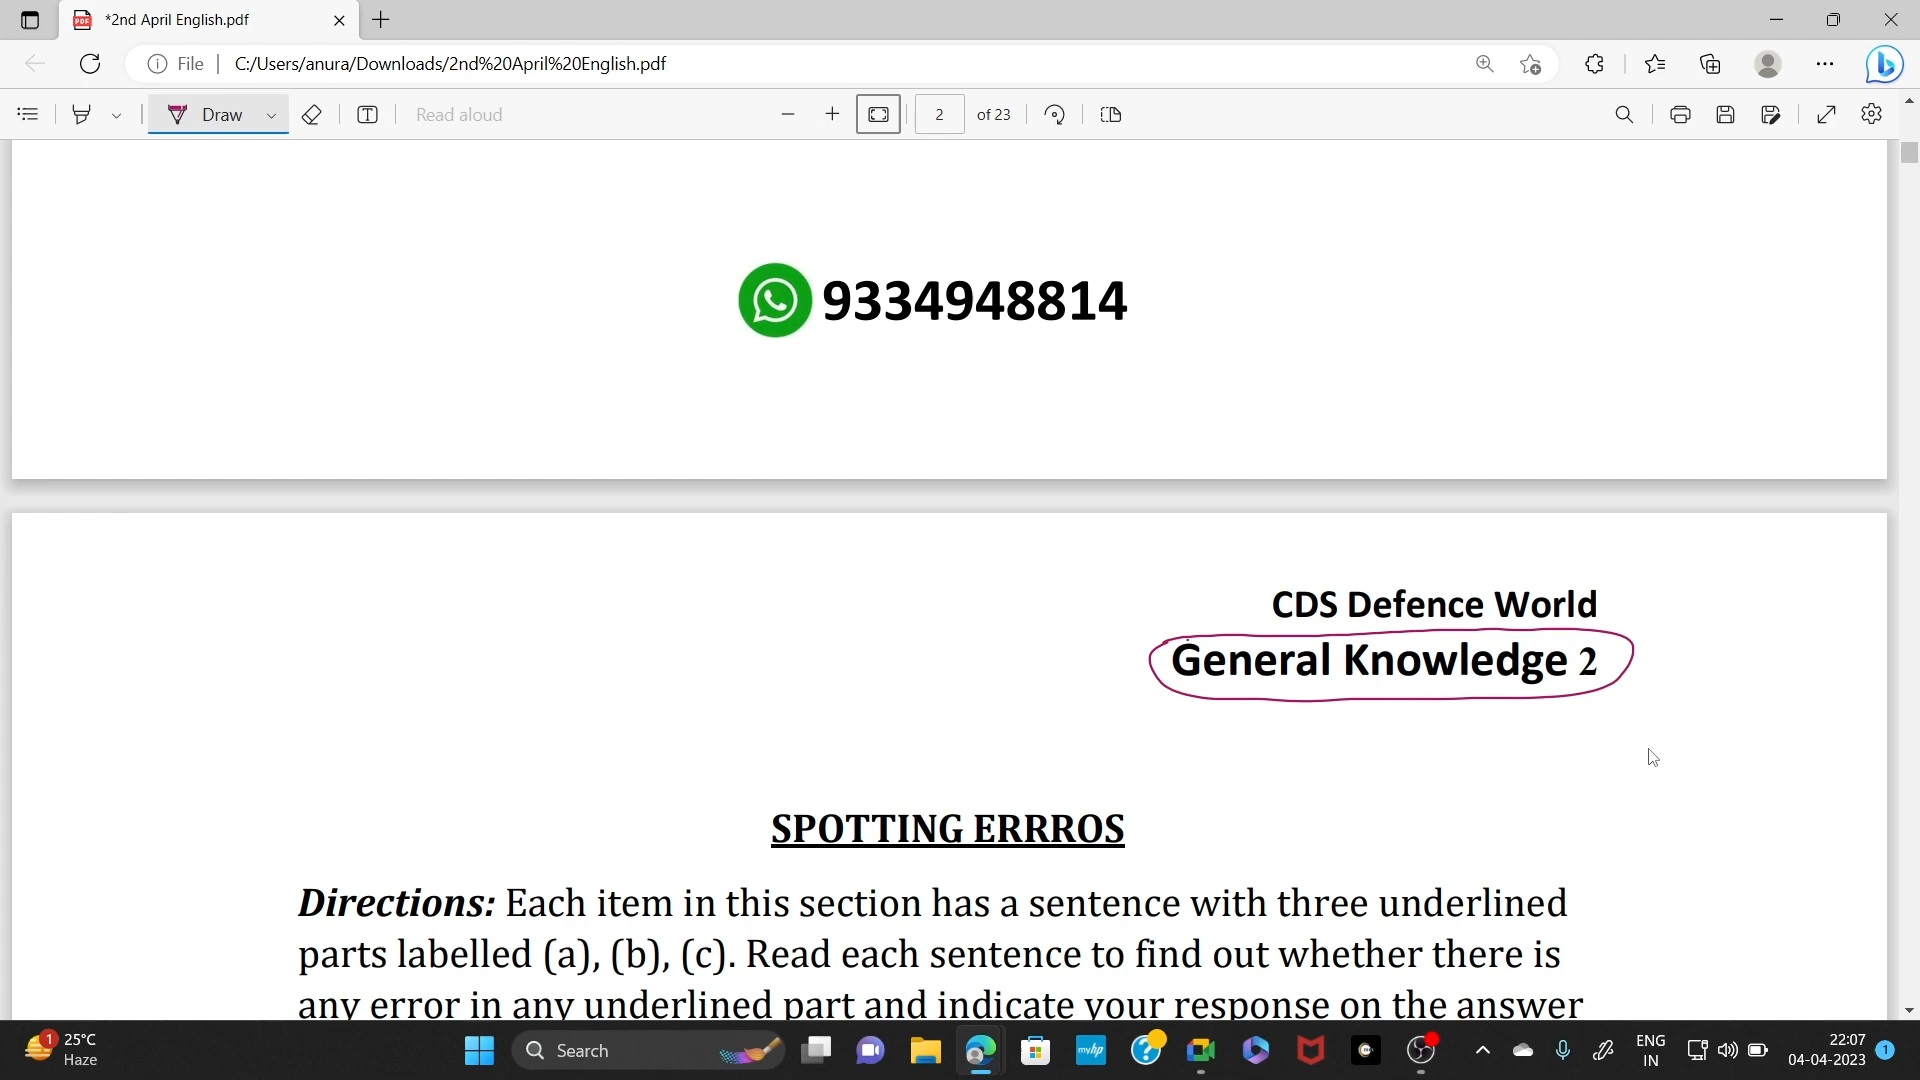 *2nd April English.pdf
File
C:/Users/anura/Downloads/2nd%20April%20English.pdf
Draw
Read aloud
2
of 23
9334948814
CDS Defence World
General Knowledge 2
SPOTTING ERRROS
Directions: Each item in this section has a sentence with three underlined
parts labelled (a), (b), (c). Read each sentence to find out whether there is
any error in any underlined part and indicate your response on the answer
1
25°C
Haze
Search
myhp
ENG
IN
22:07
04-04-2023
1